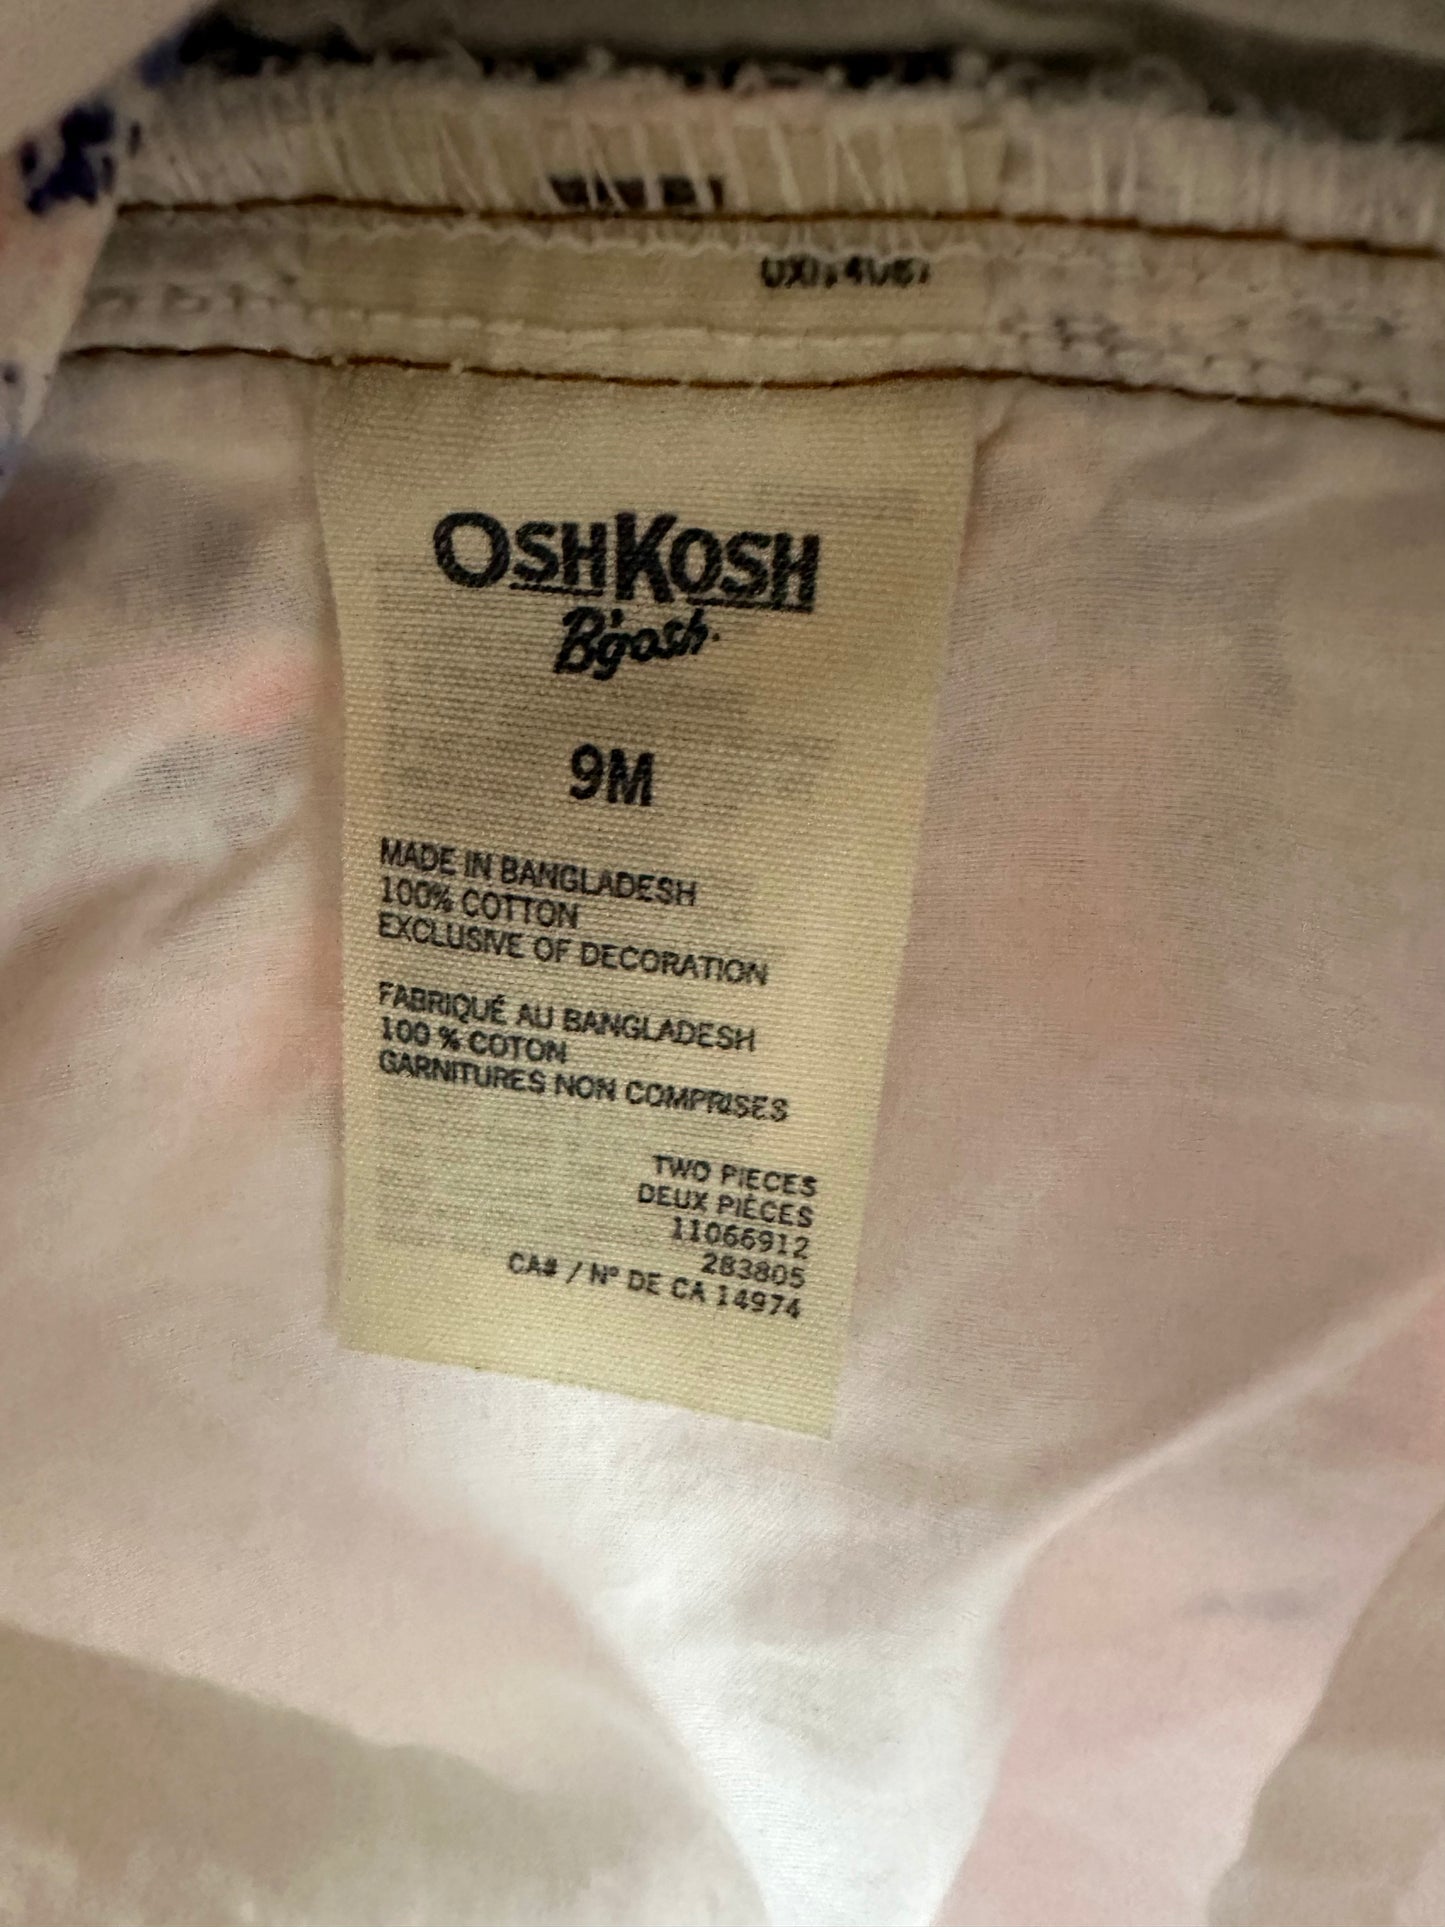 OSHKOSH
B'gosh.
9M
MADE IN BANGLADESH
100% COTTON
EXCLUSIVE OF DECORATION
FABRIQUÉ AU BANGLADESH
100 % COTON
GARNITURES NON COMPRISES
TWO PIECES
DEUX PIÈCES
11066912
283805
CA# / N° DE CA 14974